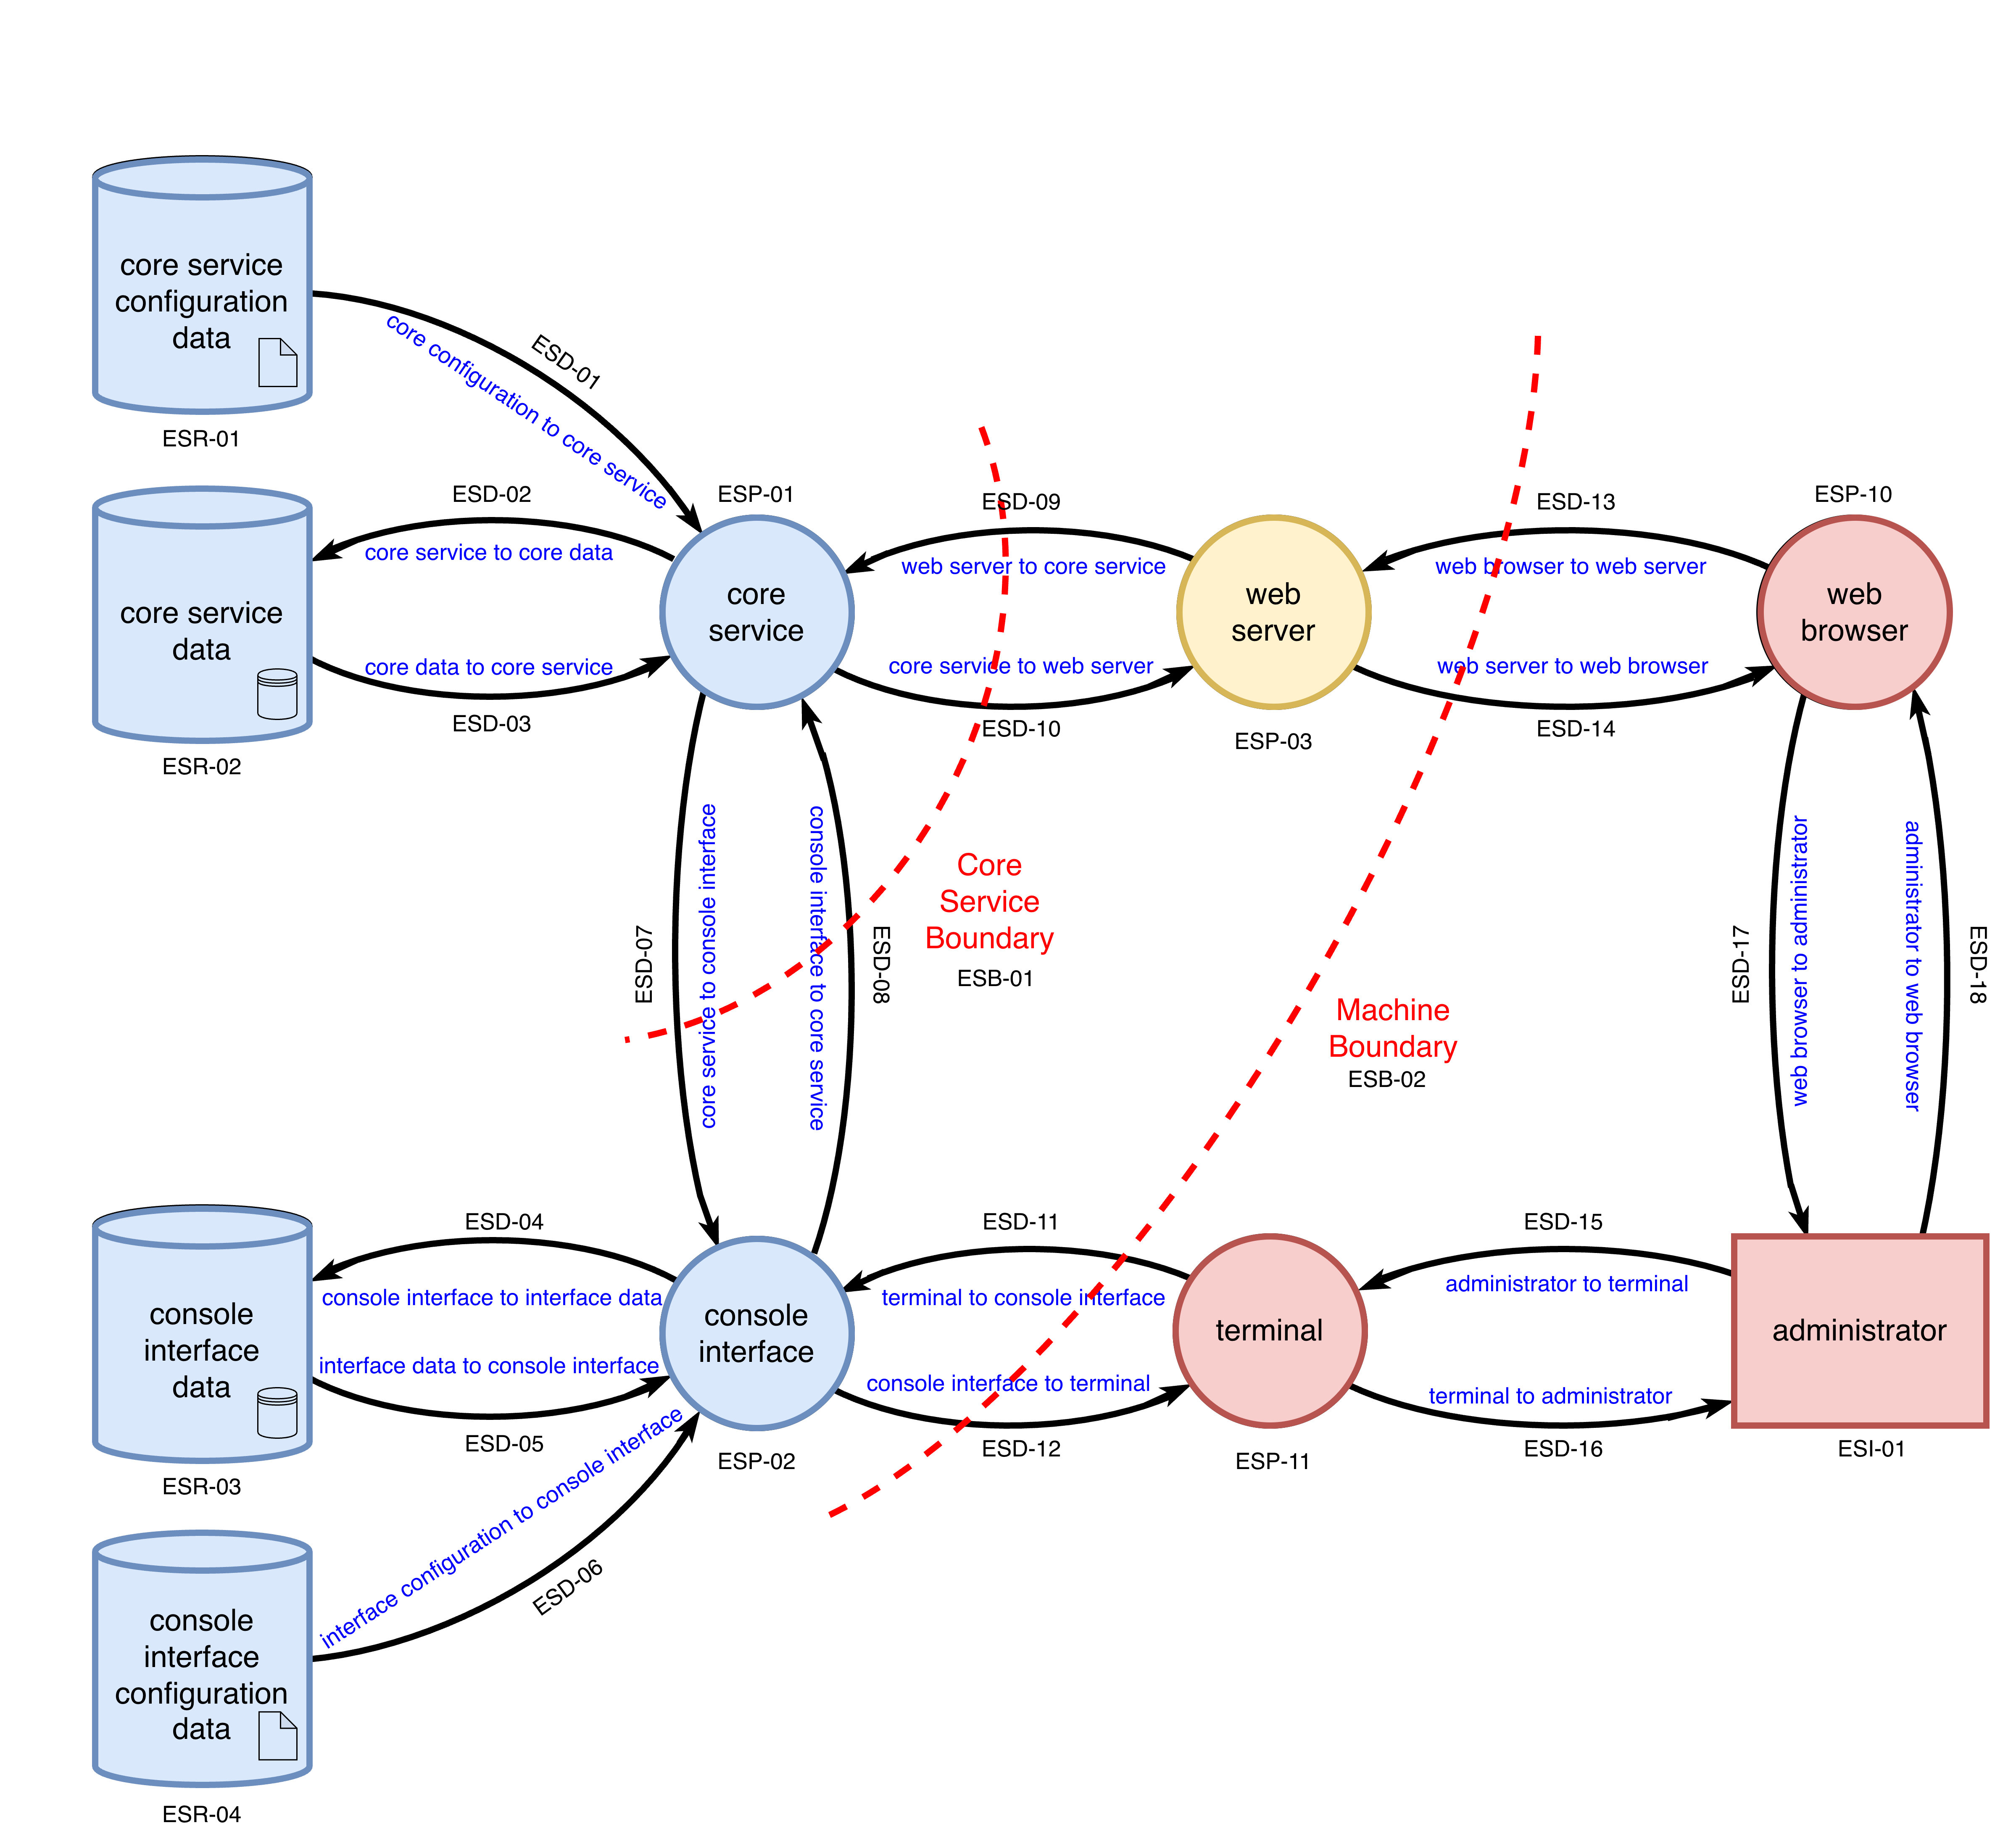 core service
configuration
data
ESR-01
ESD-01
core configuration to core service
ESD-02
core service to core data
core service
data
core data to core service
ESD-03
ESR-02
ESP-01
core
service
ESD-09
web server to core service
core service to web server
ESD-10
web
server
ESP-03
ESD-13
web browser to web server
web server to web browser
ESD-14
ESP-10
web
browser
ESD-07
core service to console interface
console interface to core service
ESD-08
Core
Service
Boundary
ESB-01
Machine
Boundary
ESB-02
ESD-17
web browser to administrator
administrator to web browser
ESD-18
ESD-04
console interface to interface data
console
interface
data
interface data to console interface
ESD-05
ESR-03
console
interface
ESP-02
ESD-11
terminal to console interface
console interface to terminal
ESD-12
terminal
ESP-11
ESD-15
administrator to terminal
terminal to administrator
ESD-16
administrator
ESI-01
interface configuration to console interface
ESD-06
console
interface
configuration
data
ESR-04